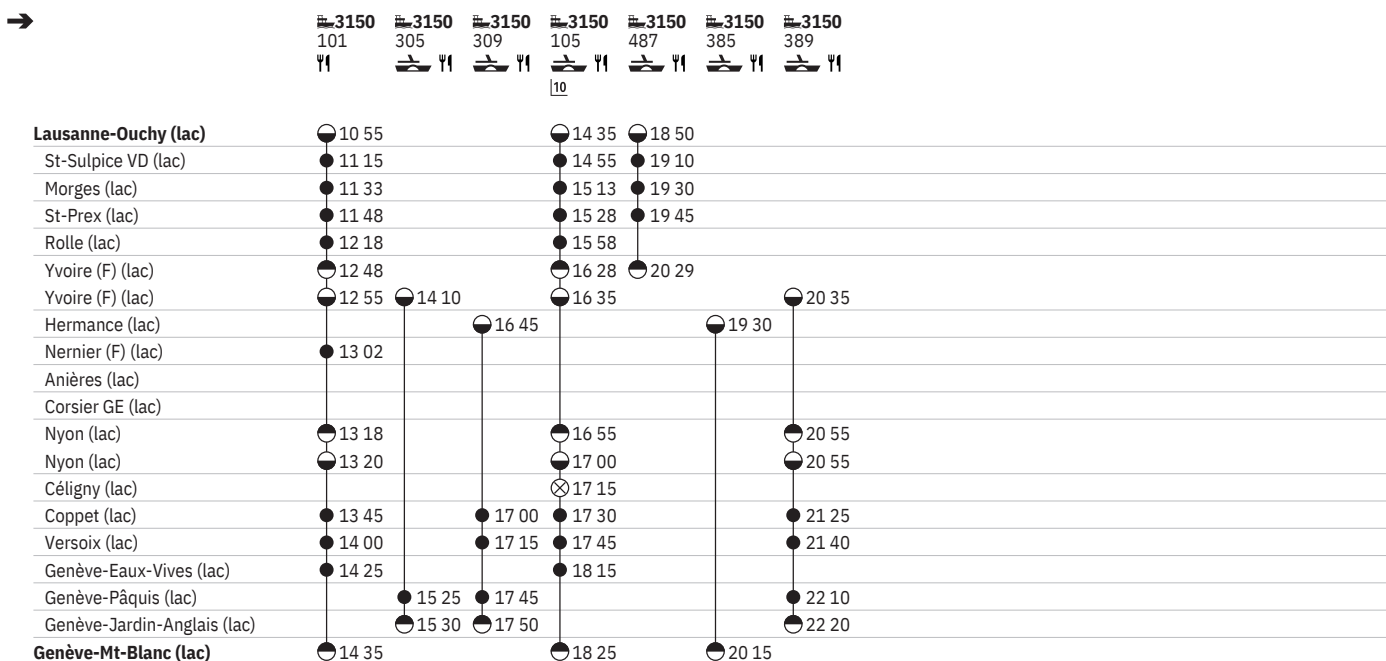 3150 3150 3150 3150 3150 3150 3150
101 305 309 105 487 385 389
10
Lausanne-Ouchy (lac) 10 55 14 35 18 50
St-Sulpice VD (lac) 11 15 14 55 19 10
Morges (lac) 11 33 15 13 19 30
St-Prex (lac) 11 48 15 28 19 45
Rolle (lac) 12 18 15 58
Yvoire (F) (lac) 12 48 16 28 20 29
Yvoire (F) (lac) 12 55 14 10 16 35 20 35
Hermance (lac) 16 45 19 30
Nernier (F) (lac) 13 02
Anières (lac)
Corsier GE (lac)
Nyon (lac) 13 18 16 55 20 55
Nyon (lac) 13 20 17 00 20 55
Céligny (lac) 17 15
Coppet (lac) 13 45 17 00 17 30 21 25
Versoix (lac) 14 00 17 15 17 45 21 40
Genève-Eaux-Vives (lac) 14 25 18 15
Genève-Pâquis (lac) 15 25 17 45 22 10
Genève-Jardin-Anglais (lac) 15 30 17 50 22 20
Genève-Mt-Blanc (lac) 14 35 18 25 20 15